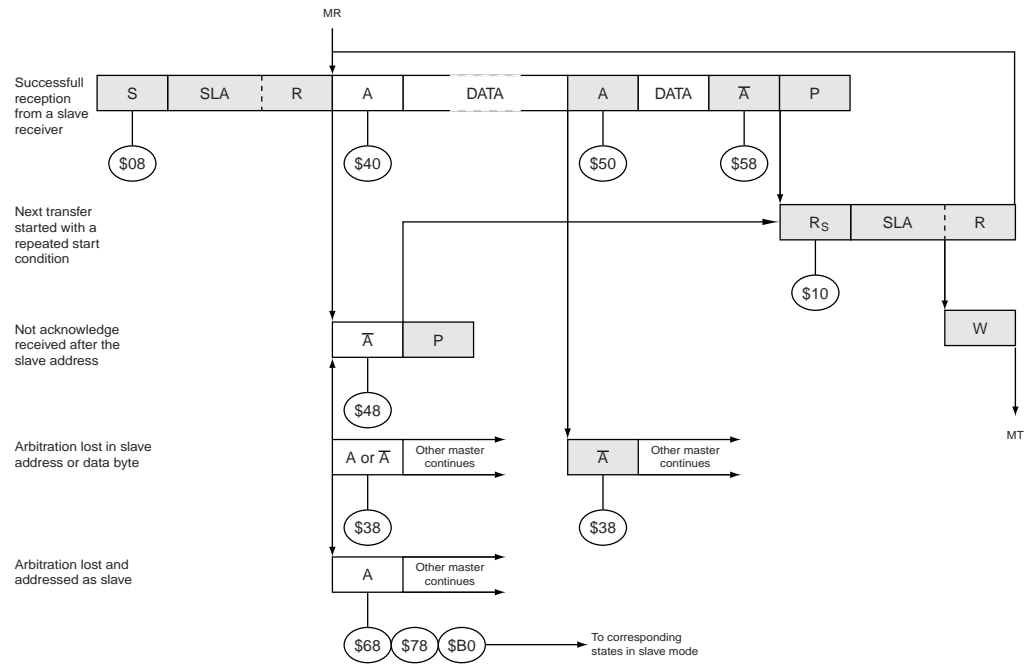 MR
Successfull
reception
from a slave
receiver
S SLA R A DATA A DATA A̅ P
$08 $40 $50 $58
Next transfer
started with a
repeated start
condition
RS SLA R
$10
Not acknowledge
received after the
slave address
A̅ P
W
$48
MT
Arbitration lost in slave
address or data byte
A or A̅ Other master
continues
A̅ Other master
continues
$38 $38
Arbitration lost and
addressed as slave
A Other master
continues
$68 $78 $B0
To corresponding
states in slave mode